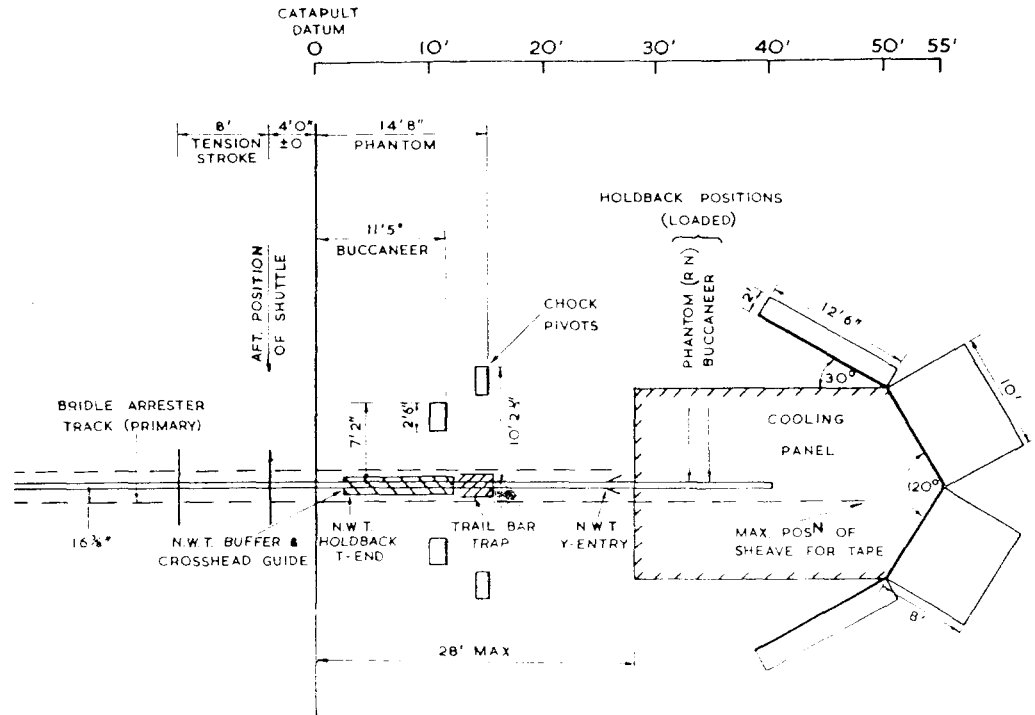 CATAPULT
DATUM
0 10' 20' 30' 40' 50' 55'
8'
TENSION
STROKE
4'0"
±0
14'8"
PHANTOM
11'5"
BUCCANEER
HOLDBACK POSITIONS
(LOADED)
PHANTOM (R N)
BUCCANEER
AFT. POSITION
OF SHUTTLE
CHOCK
PIVOTS
2'
12'6"
30°
10'
BRIDLE ARRESTER
TRACK (PRIMARY)
7'2"
2'6"
10'2½"
COOLING
PANEL
120°
16⅜"
N.W.T. BUFFER &
CROSSHEAD GUIDE
N.W.T.
HOLDBACK
T-END
TRAIL BAR
TRAP
N.W.T
Y-ENTRY
MAX. POSN OF
SHEAVE FOR TAPE
8'
28' MAX